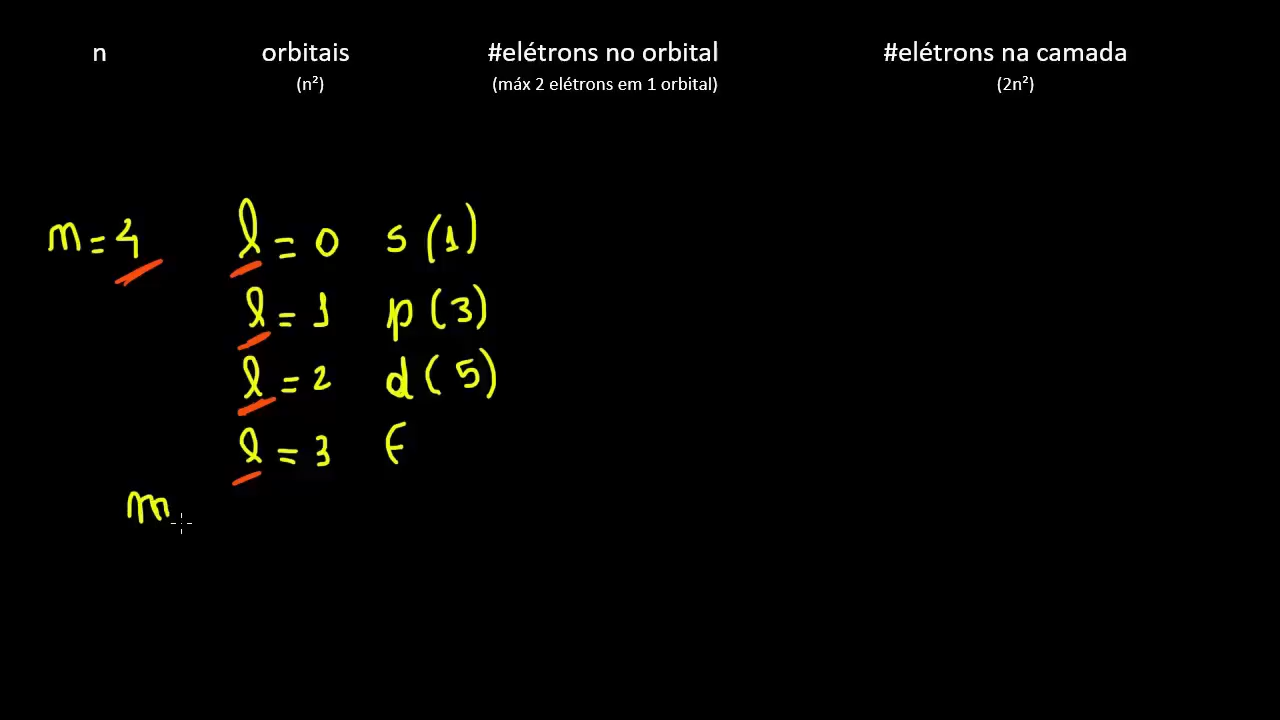 n orbitais #elétrons no orbital #elétrons na camada
(n²) (máx 2 elétrons em 1 orbital) (2n²)
n = 4 l = 0 s (1)
l = 1 p (3)
l = 2 d (5)
l = 3 f
m